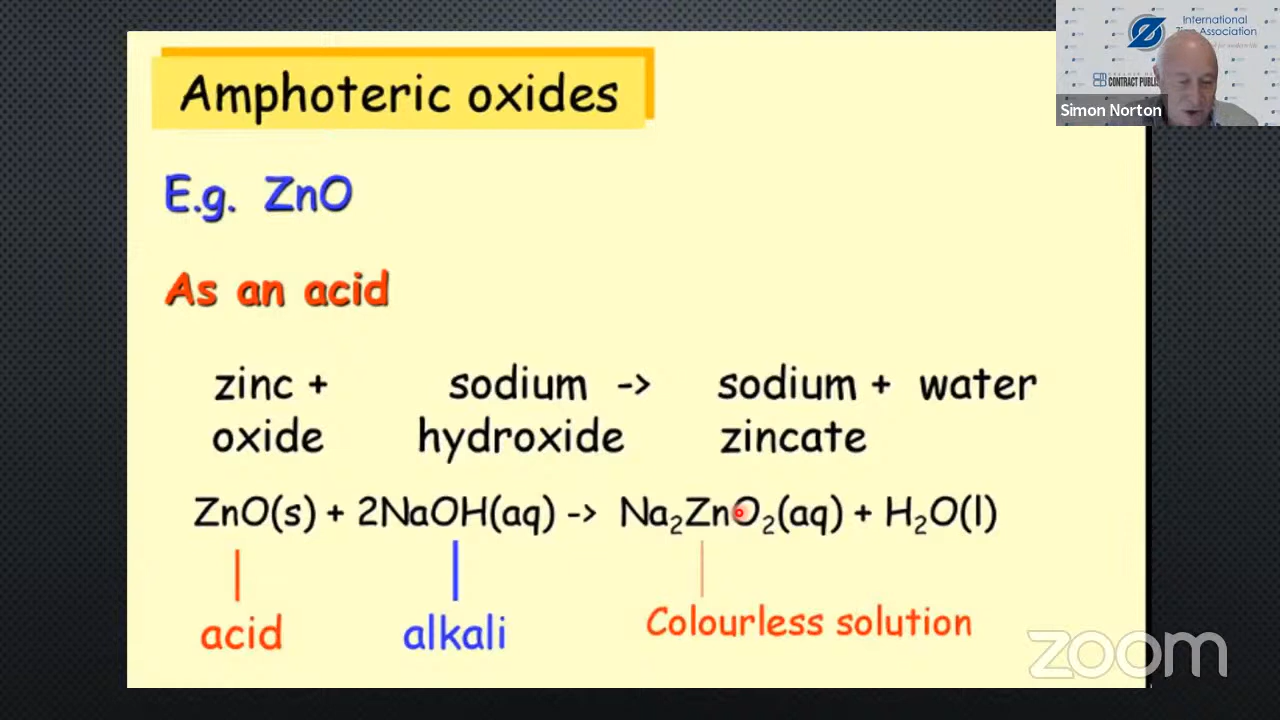 Amphoteric oxides
E.g. ZnO
As an acid
zinc + sodium -> sodium + water
oxide hydroxide zincate
ZnO(s) + 2NaOH(aq) -> Na₂ZnO₂(aq) + H₂O(l)
acid alkali Colourless solution
International
Association
CONTRACT
Simon Norton
zoom